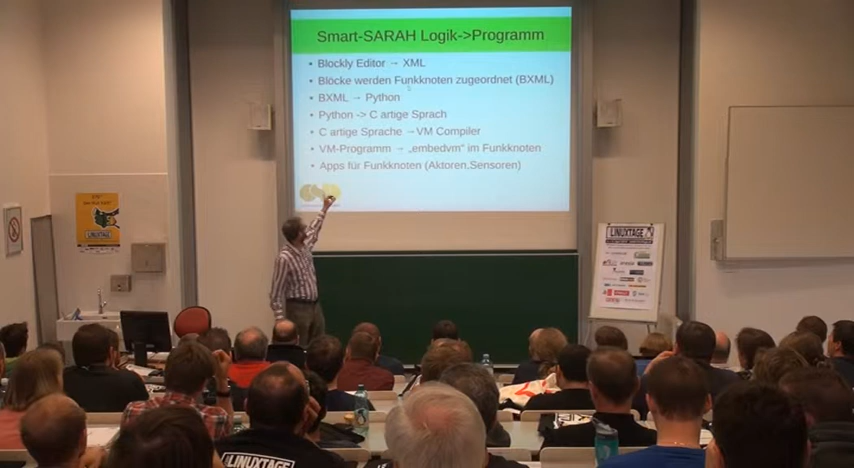 Smart-SARAH Logik->Programm
• Blockly Editor → XML
• Blöcke werden Funkknoten zugeordnet (BXML)
• BXML → Python
• Python -> C artige Sprach
• C artige Sprache →VM Compiler
• VM-Programm → „embedvm" im Funkknoten
• Apps für Funkknoten (Aktoren,Sensoren)
LINUXTAGE
LINUXTAGE
LINUXTAGE